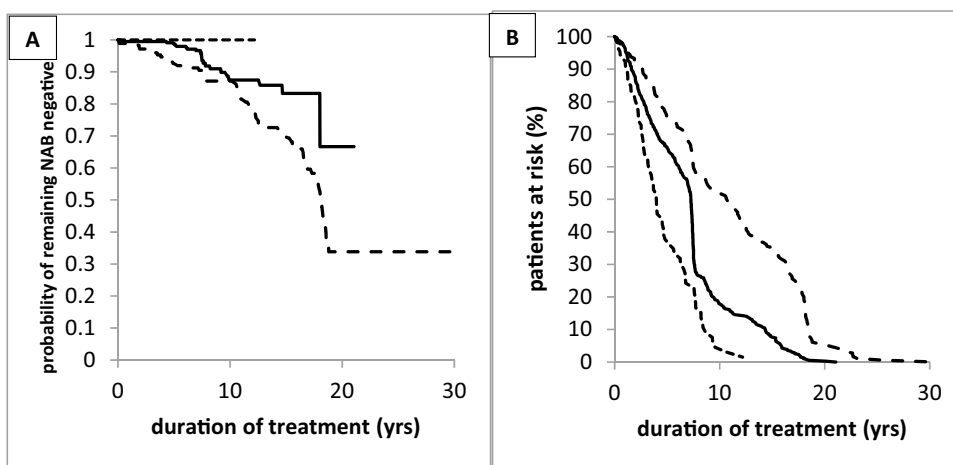 A
probability of remaining NAB negative
1
0.9
0.8
0.7
0.6
0.5
0.4
0.3
0.2
0.1
0
0 10 20 30
duration of treatment (yrs)
B
patients at risk (%)
100
90
80
70
60
50
40
30
20
10
0
0 10 20 30
duration of treatment (yrs)